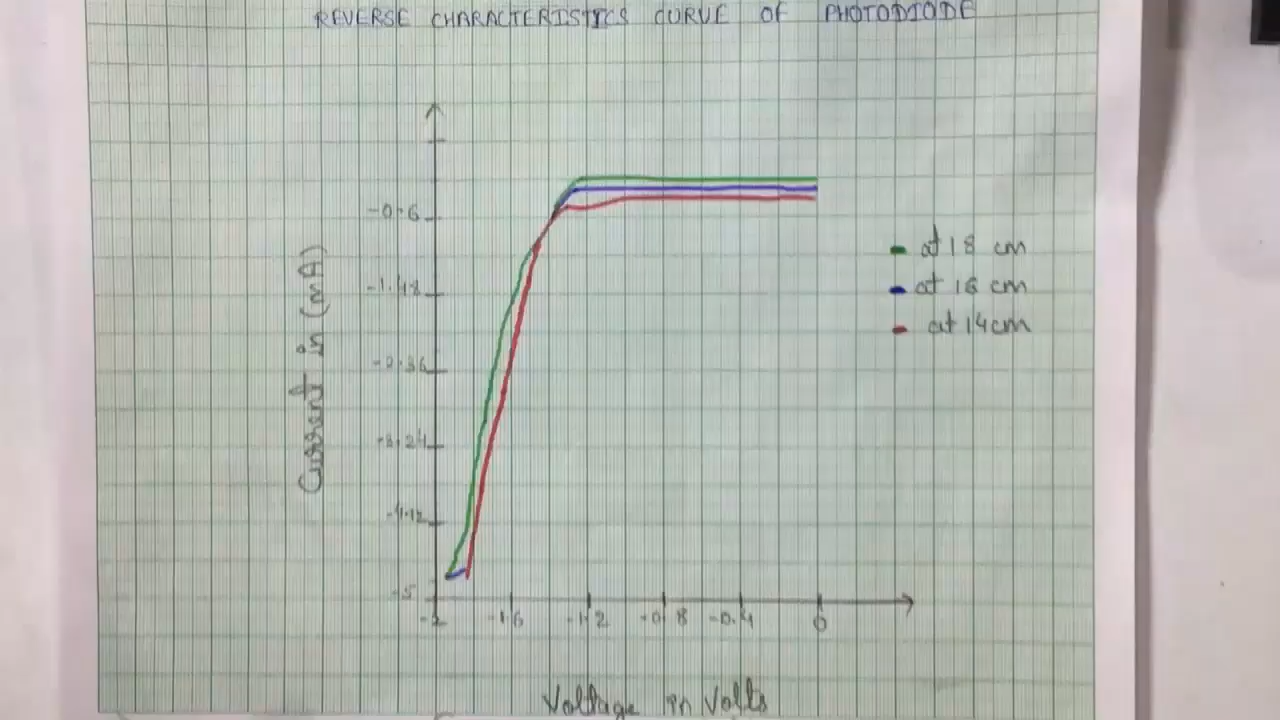 REVERSE CHARACTERISTICS CURVE OF PHOTODIODE
-0.6
-1.48
-2.36
-3.24
-4.12
-5
-2 -1.6 -1.2 -0.8 -0.4 0
Current in (mA)
Voltage in Volts
at 18 cm
at 16 cm
at 14cm